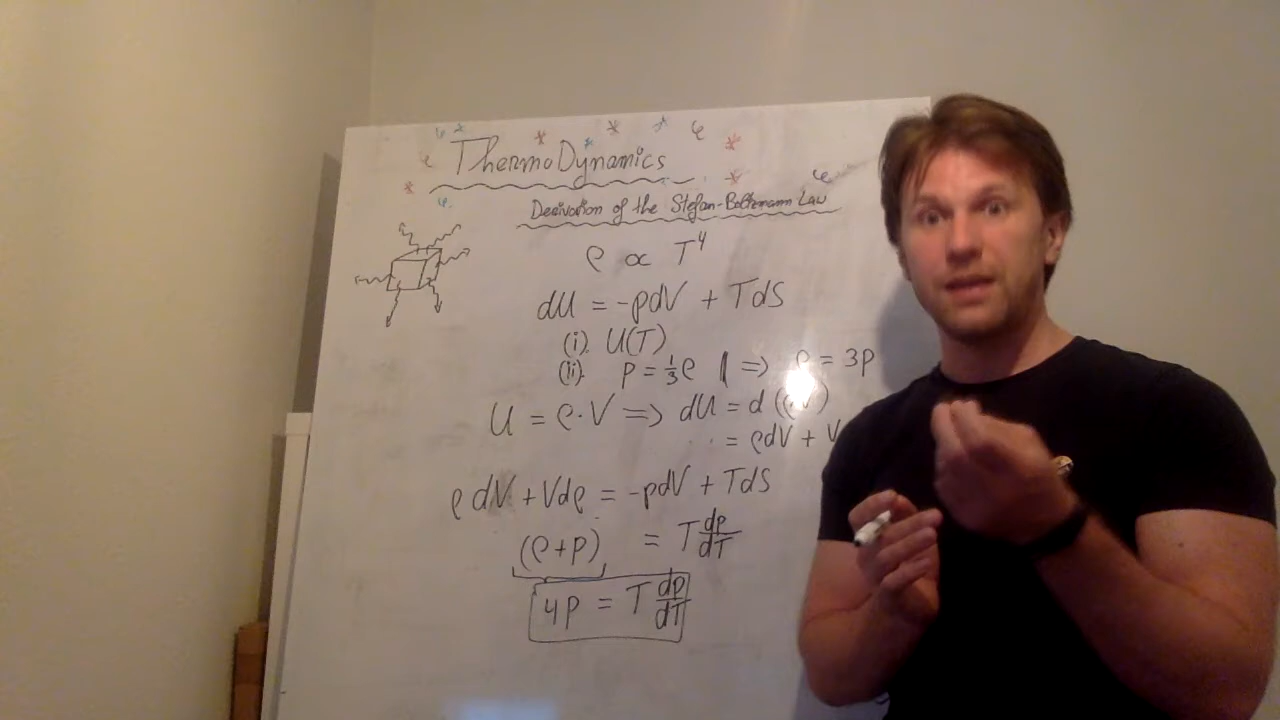 ThermoDynamics
Derivation of the Stefan-Boltzmann Law
ρ ∝ T⁴
dU = -pdV + TdS
(i). U(T)
(ii). p = ⅓ρ | ⟹ ρ = 3p
U = ρ·V ⟹ dU = d(ρV)
= ρdV + V
ρdV + Vdρ = -pdV + TdS
(ρ+p) = T dp/dT
4p = T dp/dT